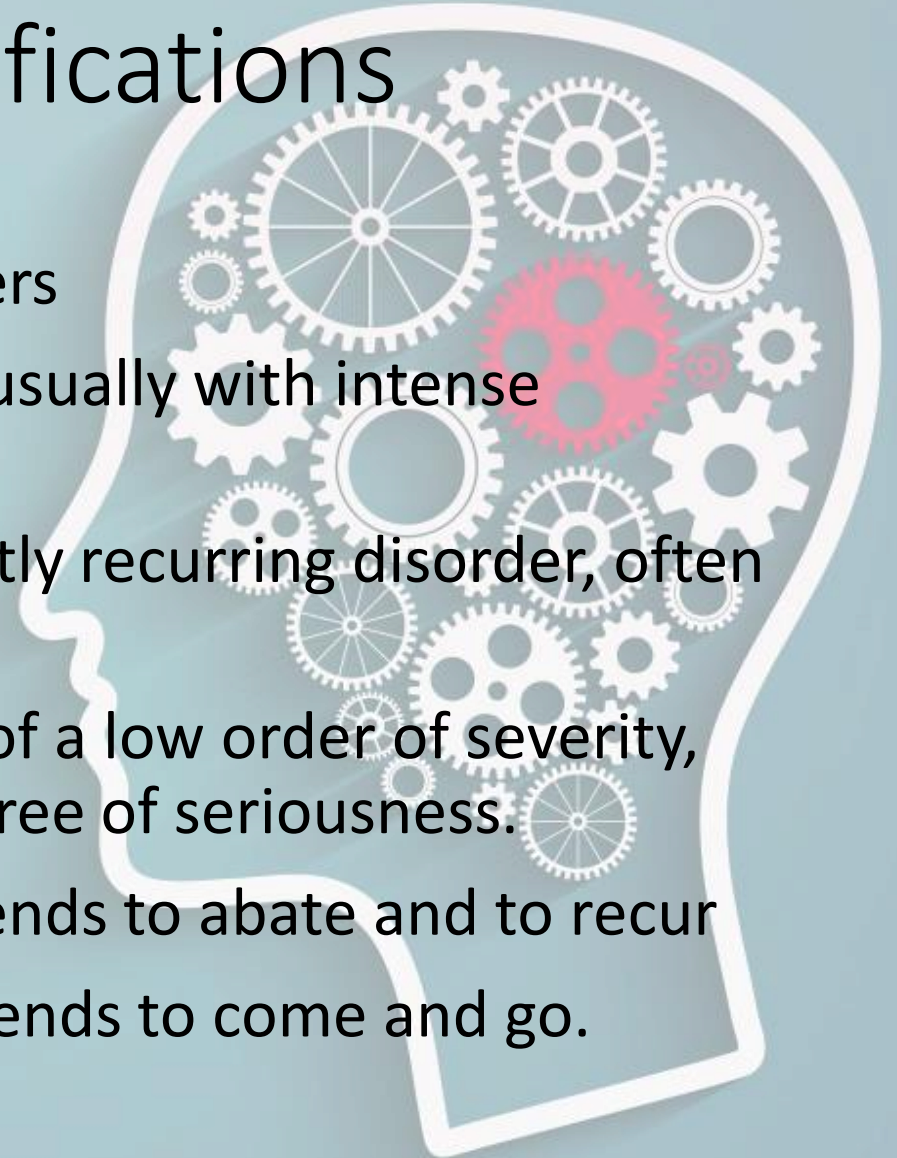 fications
ers
usually with intense
tly recurring disorder, often
of a low order of severity,
ree of seriousness.
ends to abate and to recur
ends to come and go.